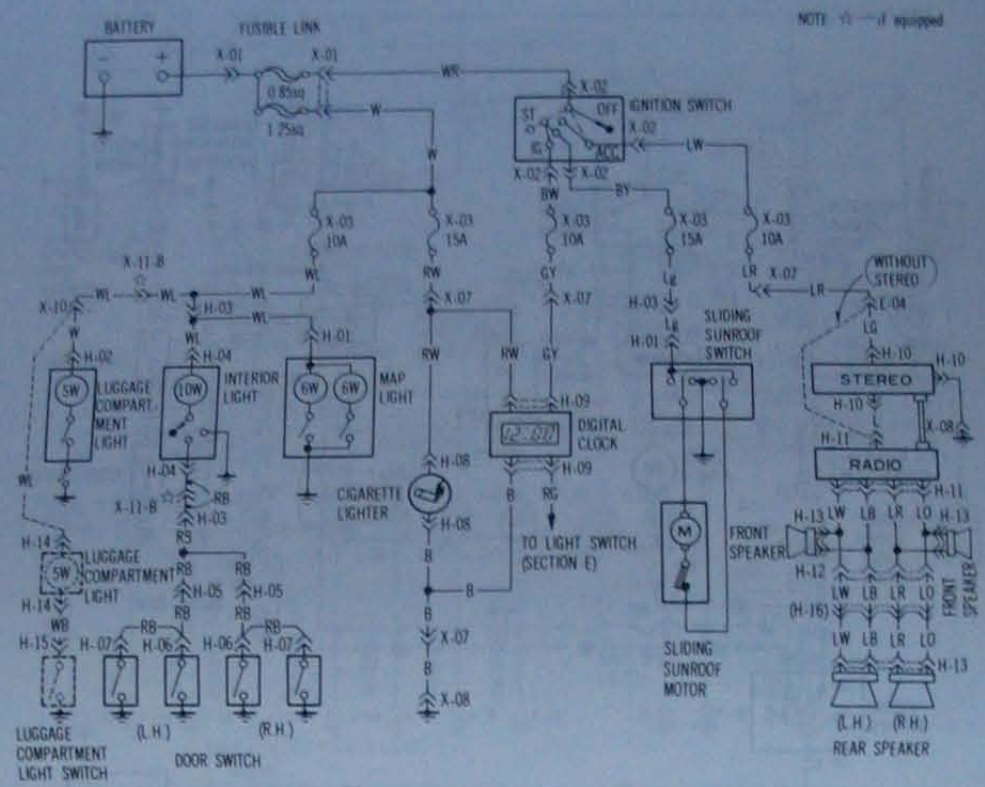 BATTERY
FUSIBLE LINK
NOTE ☆ — if equipped
− +
X-01
X-01
0.85sq
1.25sq
WR
W
W
X-02
IGNITION SWITCH
ST
OFF
IG
ACC
X-02
LW
X-02
X-02
BW
BY
X-03
10A
X-03
15A
X-03
10A
X-03
15A
X-03
10A
WL
RW
GY
Lg
LR
X-07
LR
(WITHOUT STEREO)
E-04
LG
X-11-B
☆
X-10
WL
WL
H-03
WL
W
WL
H-01
X-07
X-07
H-03
Lg
H-01
SLIDING
SUNROOF
SWITCH
H-02
H-04
RW
RW
GY
H-10
H-10
5W
LUGGAGE
COMPART-
MENT
LIGHT
10W
INTERIOR
LIGHT
6W
6W
MAP
LIGHT
H-09
12:00
DIGITAL
CLOCK
H-09
STEREO
H-10
X-08
H-11
RADIO
H-11
WL
H-04
☆
X-11-B
RB
H-03
H-08
CIGARETTE
LIGHTER
H-08
B
RG
TO LIGHT SWITCH
(SECTION E)
M
FRONT
SPEAKER
H-13
LW
LB
LR
LO
H-13
H-12
FRONT
SPEAKER
H-14
5W
LUGGAGE
COMPARTMENT
LIGHT
H-14
WB
H-15
RB
RB
RB
H-05
H-05
RB
RB
B
B
B
X-07
B
X-08
LW
LB
LR
LO
(H-16)
LW
LB
LR
LO
H-13
RB
RB
H-07
H-06
H-06
H-07
(L.H.)
(R.H.)
DOOR SWITCH
LUGGAGE
COMPARTMENT
LIGHT SWITCH
SLIDING
SUNROOF
MOTOR
(L.H.)
(R.H.)
REAR SPEAKER